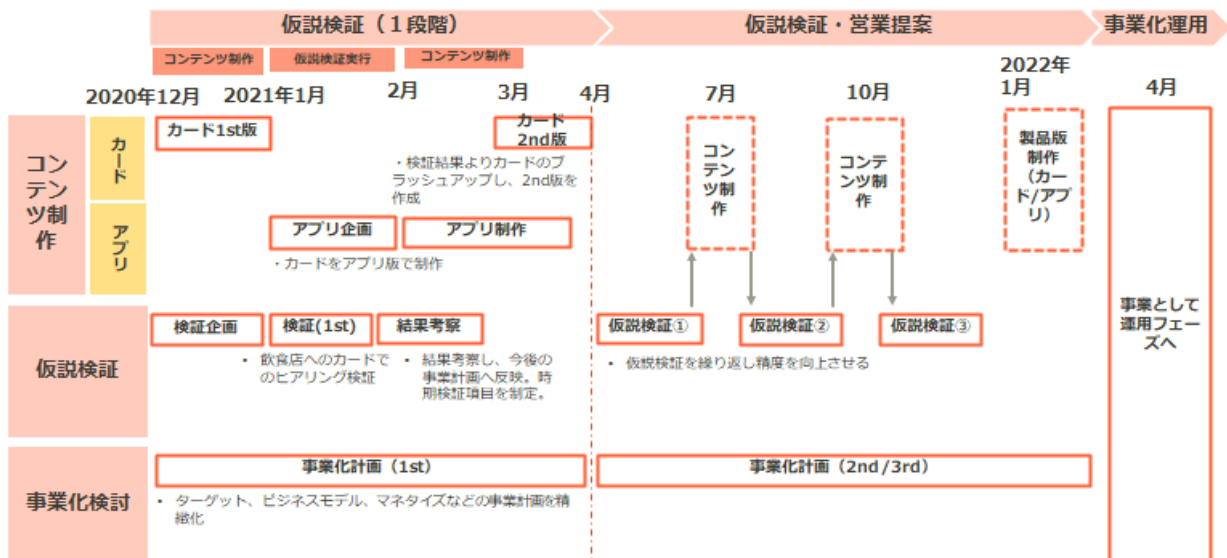 仮説検証（１段階）
仮説検証・営業提案
事業化運用
コンテンツ制作
仮説検証実行
コンテンツ制作
2020年12月
2021年1月
2月
3月
4月
7月
10月
2022年
1月
4月
コン
テン
ツ制
作
カード
アプリ
カード1st版
カード
2nd版
・検証結果よりカードのブ
ラッシュアップし、2nd版を
作成
アプリ企画
アプリ制作
・カードをアプリ版で制作
コン
テン
ツ制
作
コンテ
ンツ制
作
製品版
制作
（カー
ド/アプ
リ）
仮説検証
検証企画
検証(1st)
結果考察
• 飲食店へのカードで
のヒアリング検証
• 結果考察し、今後の
事業計画へ反映。時
期検証項目を制定。
仮説検証①
仮説検証②
仮説検証③
• 仮説検証を繰り返し精度を向上させる
事業として
運用フェー
ズへ
事業化検討
事業化計画（1st）
事業化計画（2nd/3rd）
• ターゲット、ビジネスモデル、マネタイズなどの事業計画を精
緻化